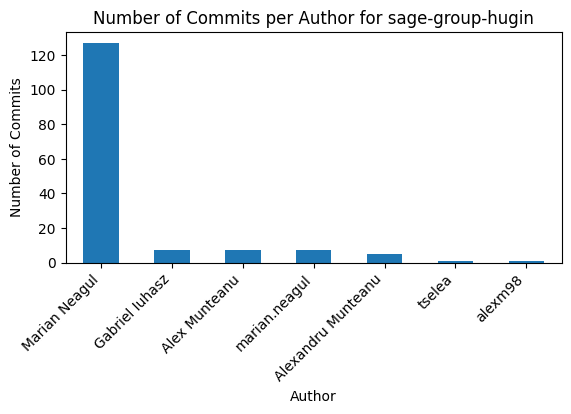 Number of Commits per Author for sage-group-hugin
Number of Commits
120
100
80
60
40
20
0
Marian Neagul
Gabriel Iuhasz
Alex Munteanu
marian.neagul
Alexandru Munteanu
tselea
alexm98
Author